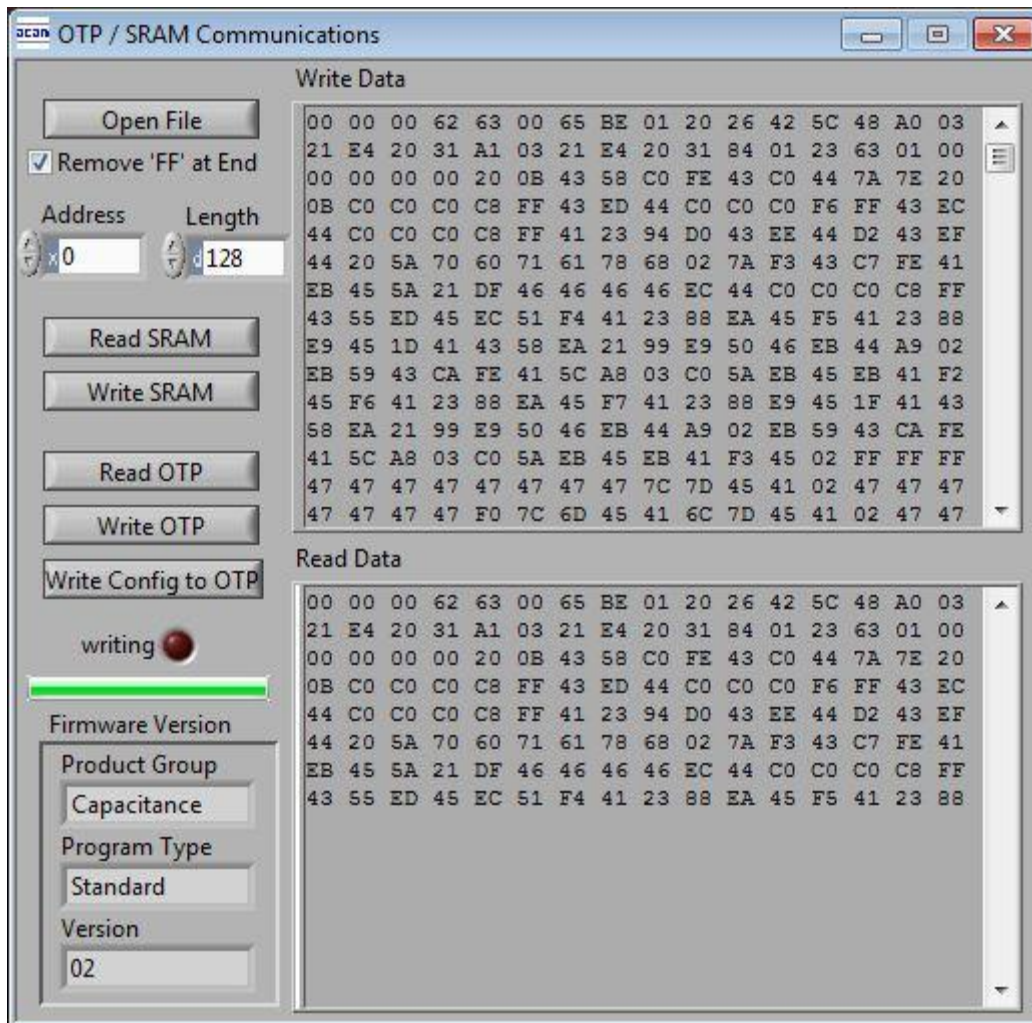 acan OTP / SRAM Communications
Open File
Remove 'FF' at End
Address Length
x 0 d 128
Read SRAM
Write SRAM
Read OTP
Write OTP
Write Config to OTP
writing
Firmware Version
Product Group
Capacitance
Program Type
Standard
Version
02
Write Data
00 00 00 62 63 00 65 BE 01 20 26 42 5C 48 A0 03
21 E4 20 31 A1 03 21 E4 20 31 84 01 23 63 01 00
00 00 00 00 20 0B 43 58 C0 FE 43 C0 44 7A 7E 20
0B C0 C0 C0 C8 FF 43 ED 44 C0 C0 C0 F6 FF 43 EC
44 C0 C0 C0 C8 FF 41 23 94 D0 43 EE 44 D2 43 EF
44 20 5A 70 60 71 61 78 68 02 7A F3 43 C7 FE 41
EB 45 5A 21 DF 46 46 46 46 EC 44 C0 C0 C0 C8 FF
43 55 ED 45 EC 51 F4 41 23 88 EA 45 F5 41 23 88
E9 45 1D 41 43 58 EA 21 99 E9 50 46 EB 44 A9 02
EB 59 43 CA FE 41 5C A8 03 C0 5A EB 45 EB 41 F2
45 F6 41 23 88 EA 45 F7 41 23 88 E9 45 1F 41 43
58 EA 21 99 E9 50 46 EB 44 A9 02 EB 59 43 CA FE
41 5C A8 03 C0 5A EB 45 EB 41 F3 45 02 FF FF FF
47 47 47 47 47 47 47 47 7C 7D 45 41 02 47 47 47
47 47 47 47 F0 7C 6D 45 41 6C 7D 45 41 02 47 47
Read Data
00 00 00 62 63 00 65 BE 01 20 26 42 5C 48 A0 03
21 E4 20 31 A1 03 21 E4 20 31 84 01 23 63 01 00
00 00 00 00 20 0B 43 58 C0 FE 43 C0 44 7A 7E 20
0B C0 C0 C0 C8 FF 43 ED 44 C0 C0 C0 F6 FF 43 EC
44 C0 C0 C0 C8 FF 41 23 94 D0 43 EE 44 D2 43 EF
44 20 5A 70 60 71 61 78 68 02 7A F3 43 C7 FE 41
EB 45 5A 21 DF 46 46 46 46 EC 44 C0 C0 C0 C8 FF
43 55 ED 45 EC 51 F4 41 23 88 EA 45 F5 41 23 88